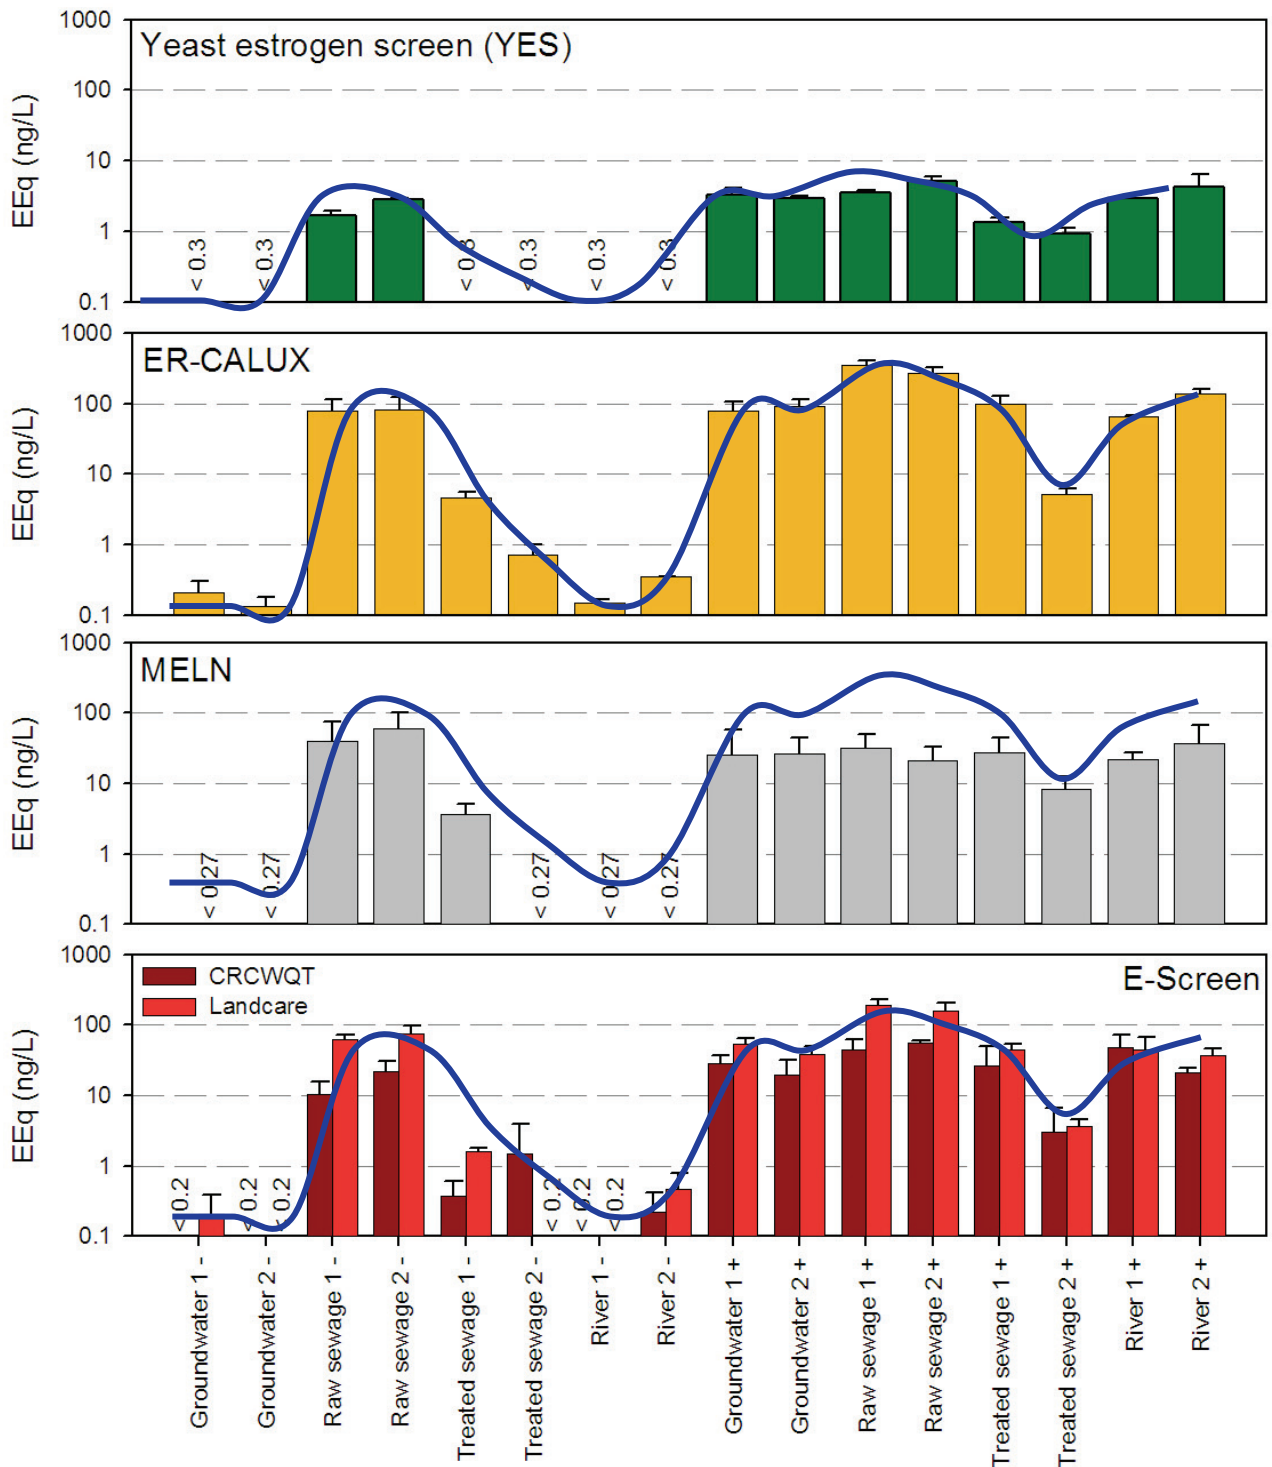 Yeast estrogen screen (YES)
EEq (ng/L)
1000
100
10
1
0.1
< 0.3
< 0.3
< 0.3
< 0.3
< 0.3
< 0.3
ER-CALUX
EEq (ng/L)
1000
100
10
1
0.1
MELN
EEq (ng/L)
1000
100
10
1
0.1
< 0.27
< 0.27
< 0.27
< 0.27
< 0.27
E-Screen
CRCWQT
Landcare
EEq (ng/L)
1000
100
10
1
0.1
< 0.2
< 0.2
< 0.2
< 0.2
< 0.2
< 0.2
Groundwater 1 -
Groundwater 2 -
Raw sewage 1 -
Raw sewage 2 -
Treated sewage 1 -
Treated sewage 2 -
River 1 -
River 2 -
Groundwater 1 +
Groundwater 2 +
Raw sewage 1 +
Raw sewage 2 +
Treated sewage 1 +
Treated sewage 2 +
River 1 +
River 2 +